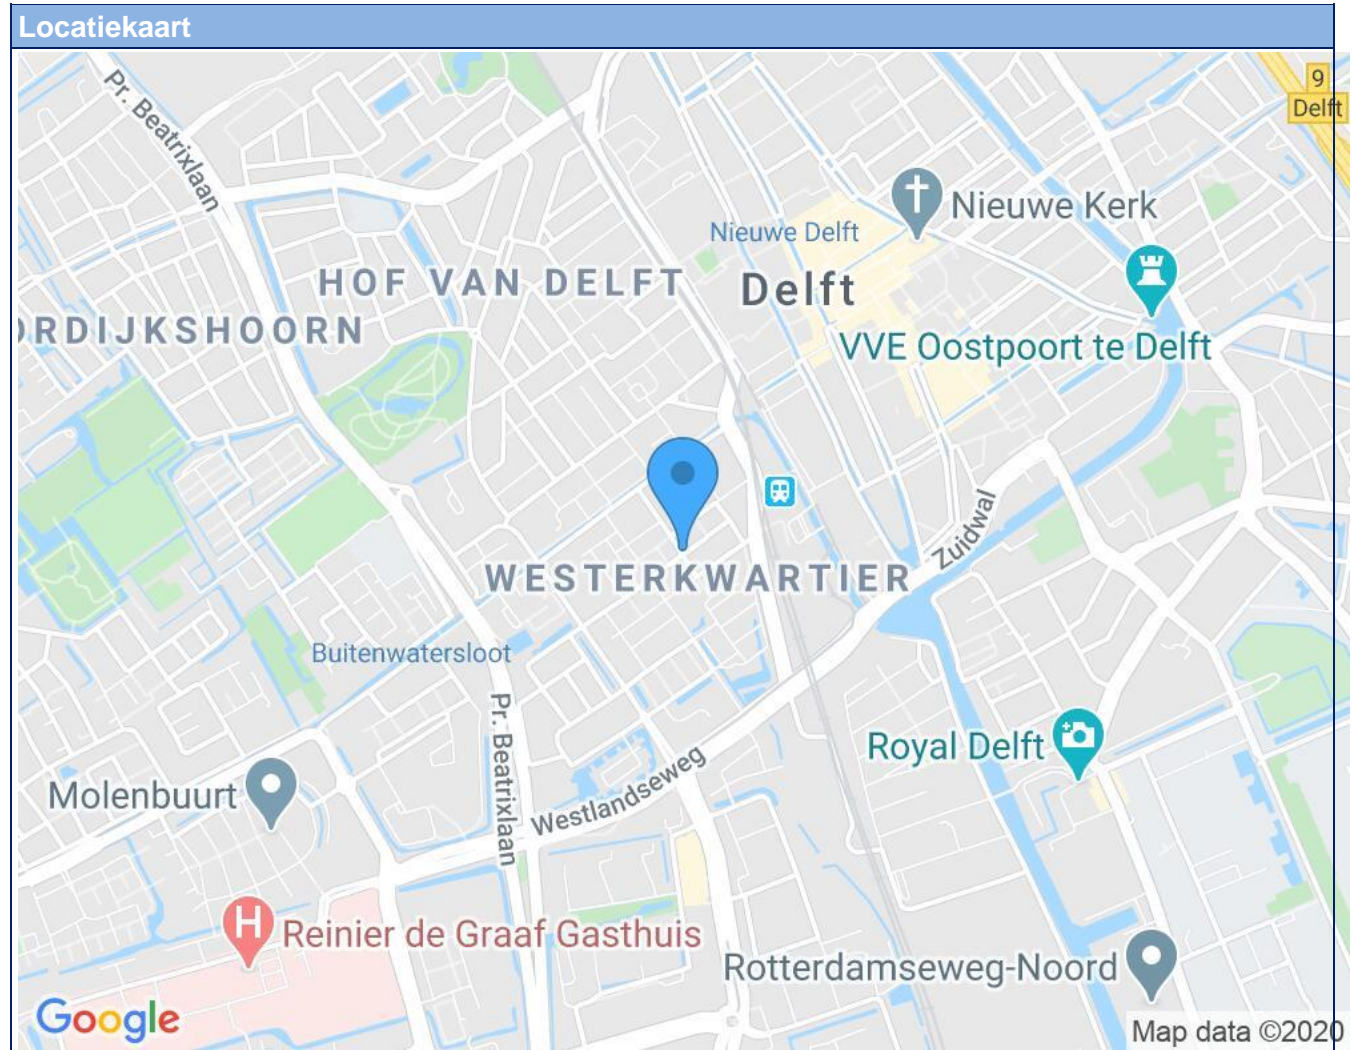 Locatiekaart
9
Delft
Pr. Beatrixlaan
Nieuwe Kerk
Nieuwe Delft
HOF VAN DELFT
Delft
ORDIJKSHOORN
VVE Oostpoort te Delft
Zuidwal
WESTERKWARTIER
Buitenwatersloot
Pr. Beatrixlaan
Royal Delft
Westlandseweg
Molenbuurt
H
Reinier de Graaf Gasthuis
Rotterdamseweg-Noord
Google
Map data ©2020